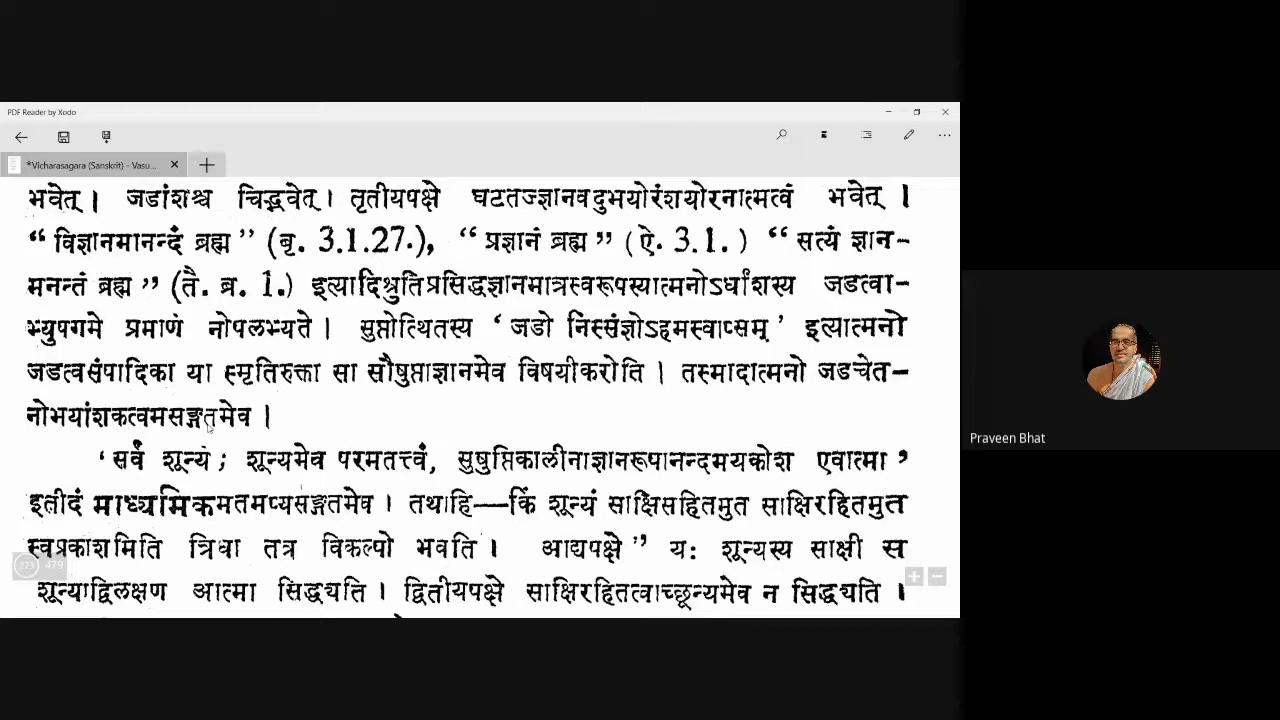 PDF Reader by Xodo
*Vicharasagara (Sanskrit) - Vasu...
भवेत् । जडांशश्च चिद्भवेत् । तृतीयपक्षे घटतज्ज्ञानवदुभयोरंशयोरनात्मत्वं भवेत् ।
“ विज्ञानमानन्दं ब्रह्म ” (बृ. 3.1.27.), “ प्रज्ञानं ब्रह्म ” (ऐ. 3.1.) “ सत्यं ज्ञान-
मनन्तं ब्रह्म ” (तै. ब्र. 1.) इत्यादिश्रुतिप्रसिद्धज्ञानमात्रस्वरूपस्यात्मनोऽर्धांशस्य जडत्वा-
भ्युपगमे प्रमाणं नोपलभ्यते । सुप्तोत्थितस्य ‘ जडो निस्संज्ञोऽहमस्वाप्सम् ’ इत्यात्मनो
जडत्वसंपादिका या स्मृतिरुक्ता सा सौषुप्ताज्ञानमेव विषयीकरोति । तस्मादात्मनो जडचेत-
नोभयांशकत्वमसङ्गतमेव ।
‘ सर्वं शून्यं ; शून्यमेव परमतत्त्वं, सुषुप्तिकालीनाज्ञानरूपानन्दमयकोश एवात्मा ’
इतीदं माध्यमिकमतमप्यसङ्गतमेव । तथाहि—किं शून्यं साक्षिसहितमुत साक्षिरहितमुत
स्वप्रकाशमिति त्रिधा तत्र विकल्पो भवति । आद्यपक्षे ” यः शून्यस्य साक्षी स
शून्याद्विलक्षण आत्मा सिद्ध्यति । द्वितीयपक्षे साक्षिरहितत्वाच्छून्यमेव न सिद्ध्यति ।
273 479
Praveen Bhat